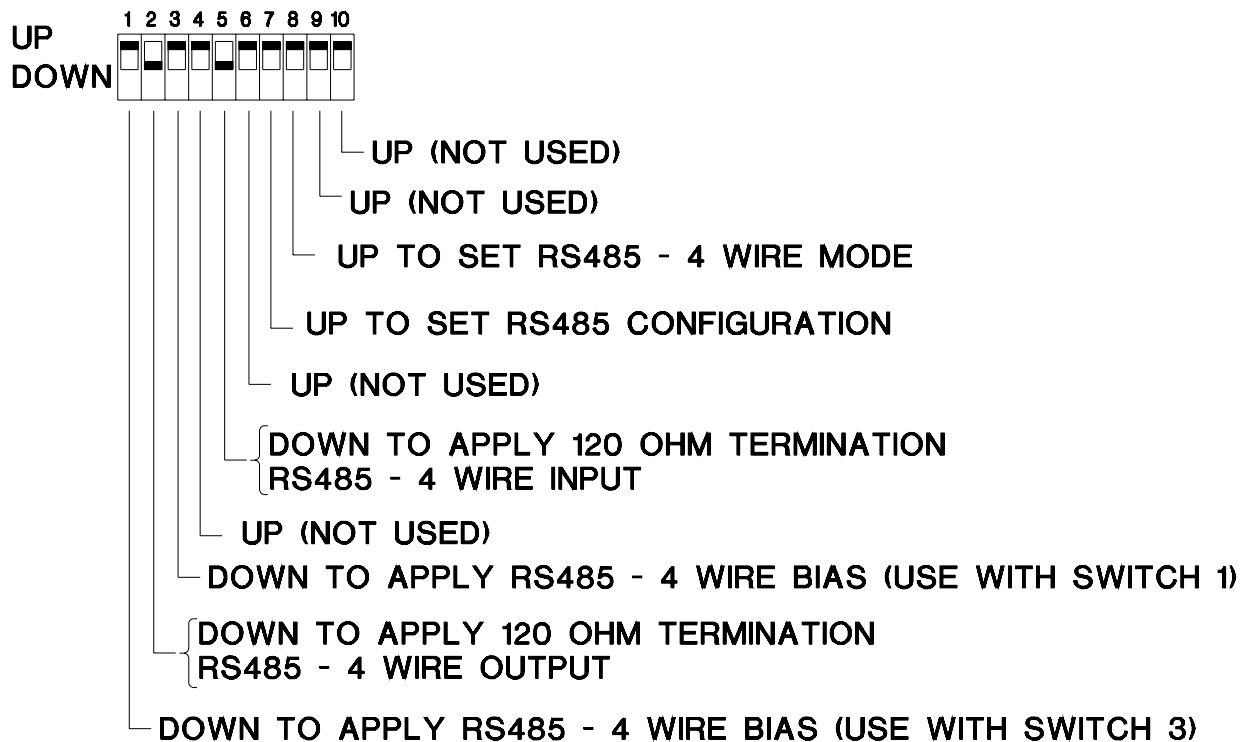 1 2 3 4 5 6 7 8 9 10
UP
DOWN
UP (NOT USED)
UP (NOT USED)
UP TO SET RS485 - 4 WIRE MODE
UP TO SET RS485 CONFIGURATION
UP (NOT USED)
DOWN TO APPLY 120 OHM TERMINATION
RS485 - 4 WIRE INPUT
UP (NOT USED)
DOWN TO APPLY RS485 - 4 WIRE BIAS (USE WITH SWITCH 1)
DOWN TO APPLY 120 OHM TERMINATION
RS485 - 4 WIRE OUTPUT
DOWN TO APPLY RS485 - 4 WIRE BIAS (USE WITH SWITCH 3)